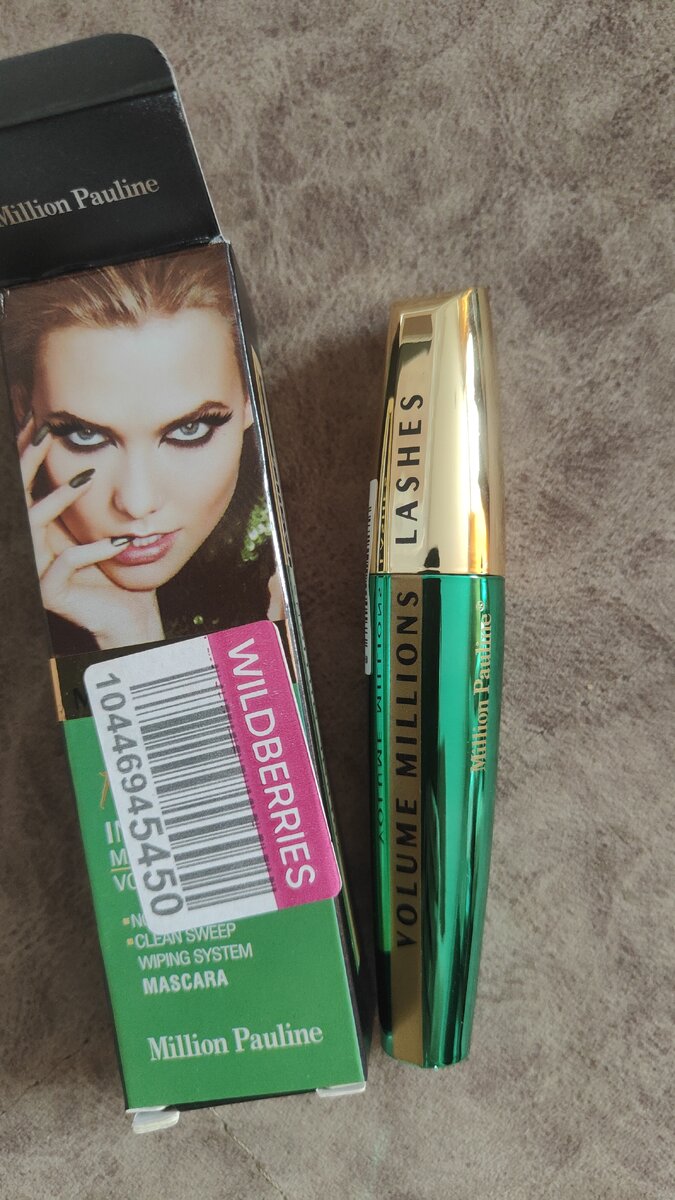 Million Pauline
WILDBERRIES
10446945450
CLEAN SWEEP
WIPING SYSTEM
MASCARA
Million Pauline
VOLUME MILLIONS LASHES
Million Pauline®